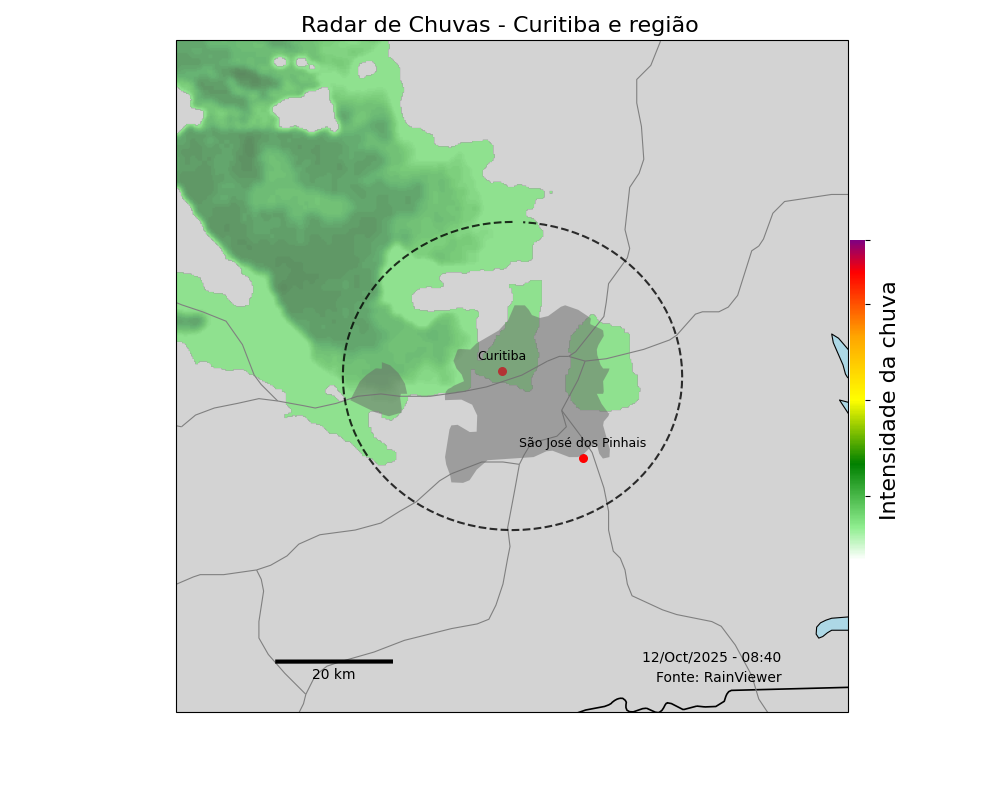 Radar de Chuvas - Curitiba e região
Curitiba
São José dos Pinhais
Intensidade da chuva
20 km
12/Oct/2025 - 08:40
Fonte: RainViewer